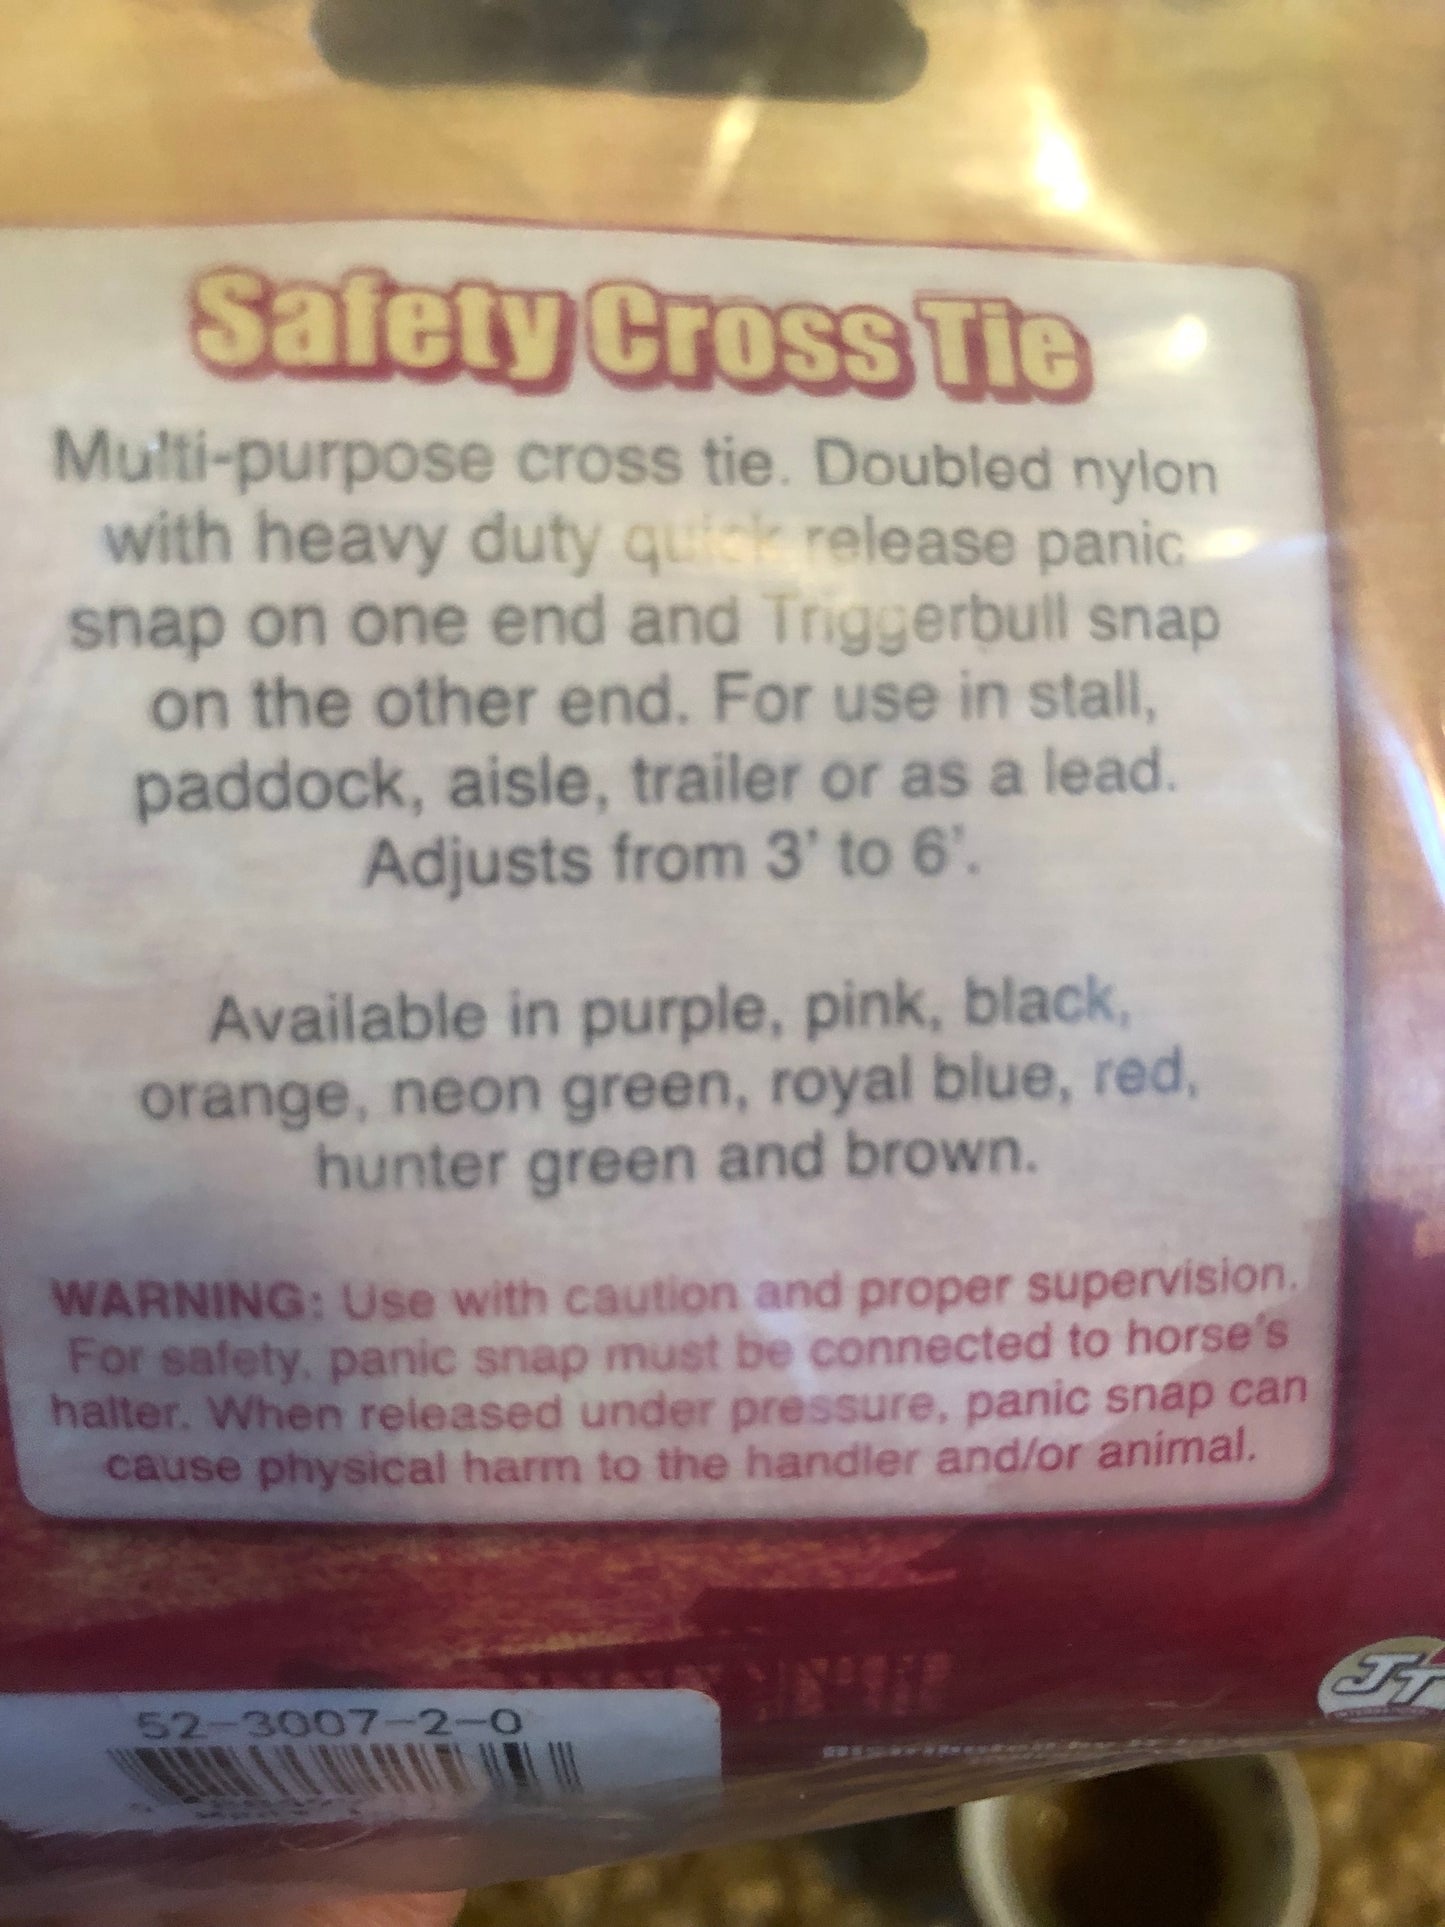 Safety Cross Tie
Multi-purpose cross tie. Doubled nylon
with heavy duty quick release panic
snap on one end and Triggerbull snap
on the other end. For use in stall,
paddock, aisle, trailer or as a lead.
Adjusts from 3' to 6'.
Available in purple, pink, black,
orange, neon green, royal blue, red,
hunter green and brown.
WARNING: Use with caution and proper supervision.
For safety, panic snap must be connected to horse's
halter. When released under pressure, panic snap can
cause physical harm to the handler and/or animal.
JT
52-3007-2-0
Distributed by JT